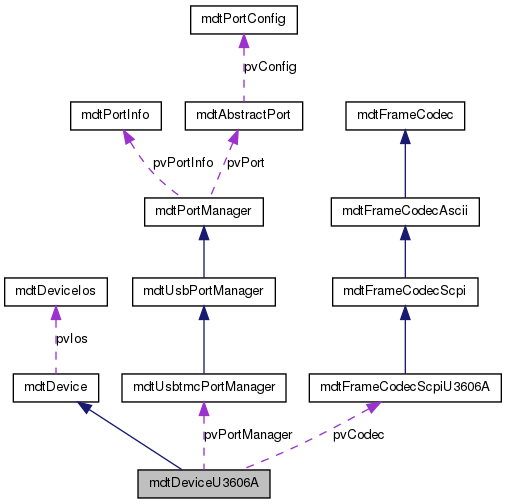 mdtPortConfig
pvConfig
mdtPortInfo
mdtAbstractPort
mdtFrameCodec
pvPortInfo
pvPort
mdtPortManager
mdtFrameCodecAscii
mdtDeviceIos
mdtUsbPortManager
mdtFrameCodecScpi
pvIos
mdtDevice
mdtUsbtmcPortManager
mdtFrameCodecScpiU3606A
pvPortManager
pvCodec
mdtDeviceU3606A